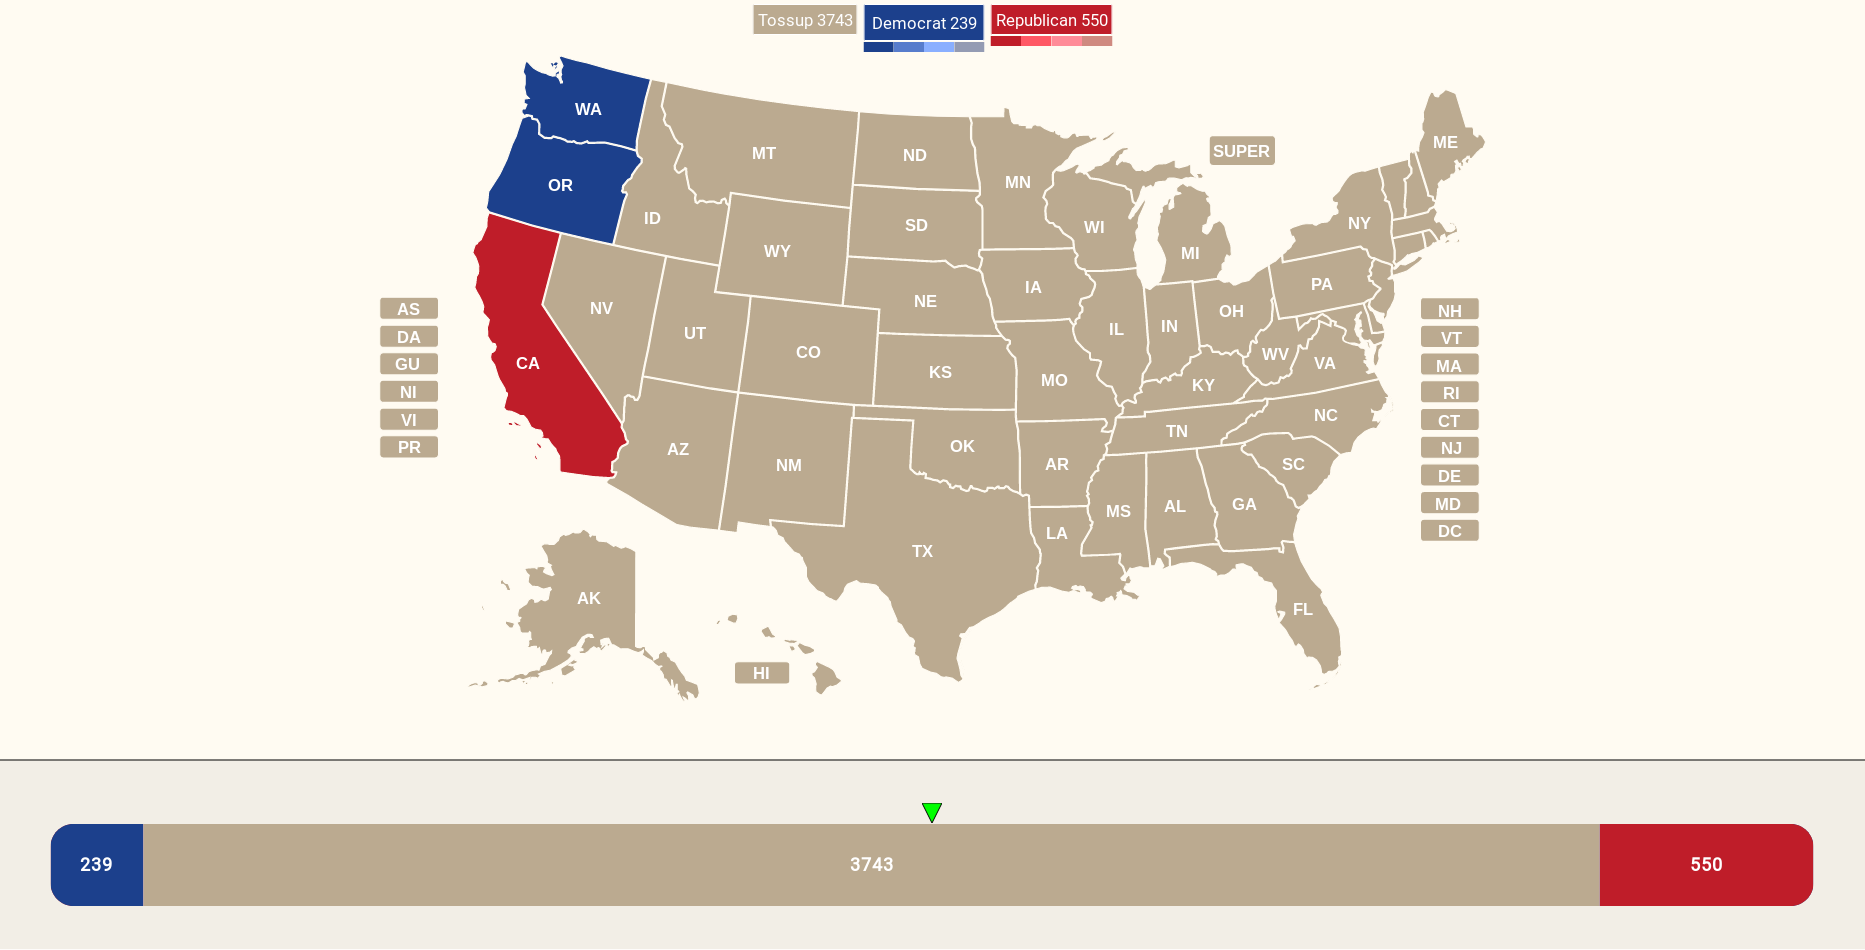 Tossup 3743
Democrat 239
Republican 550
WA
OR
CA
ID
MT
ND
SD
WY
NV
UT
CO
NE
KS
MN
WI
IA
MI
SUPER
ME
NY
PA
IL
IN
OH
WV
VA
MO
KY
NC
TN
SC
AZ
NM
OK
AR
MS
AL
GA
LA
TX
FL
AK
HI
AS
DA
GU
NI
VI
PR
NH
VT
MA
RI
CT
NJ
DE
MD
DC
239
3743
550